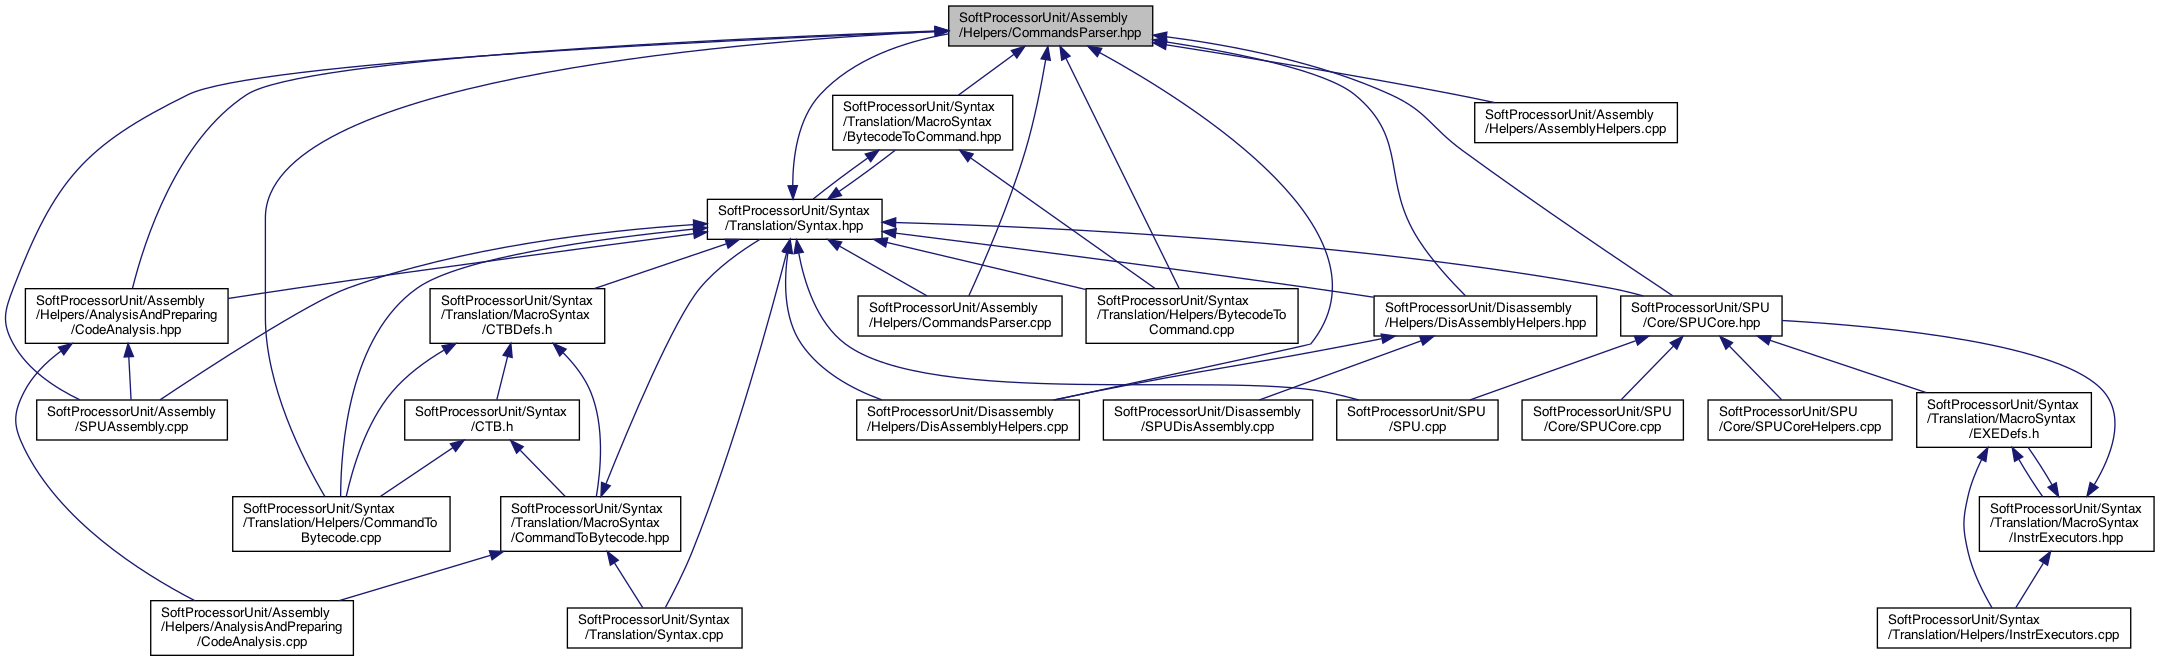 SoftProcessorUnit/Assembly
/Helpers/CommandsParser.hpp
SoftProcessorUnit/Syntax
/Translation/MacroSyntax
/BytecodeToCommand.hpp
SoftProcessorUnit/Assembly
/Helpers/AssemblyHelpers.cpp
SoftProcessorUnit/Syntax
/Translation/Syntax.hpp
SoftProcessorUnit/Assembly
/Helpers/AnalysisAndPreparing
/CodeAnalysis.hpp
SoftProcessorUnit/Syntax
/Translation/MacroSyntax
/CTBDefs.h
SoftProcessorUnit/Assembly
/Helpers/CommandsParser.cpp
SoftProcessorUnit/Syntax
/Translation/Helpers/BytecodeTo
Command.cpp
SoftProcessorUnit/Disassembly
/Helpers/DisAssemblyHelpers.hpp
SoftProcessorUnit/SPU
/Core/SPUCore.hpp
SoftProcessorUnit/Assembly
/SPUAssembly.cpp
SoftProcessorUnit/Syntax
/CTB.h
SoftProcessorUnit/Disassembly
/Helpers/DisAssemblyHelpers.cpp
SoftProcessorUnit/Disassembly
/SPUDisAssembly.cpp
SoftProcessorUnit/SPU
/SPU.cpp
SoftProcessorUnit/SPU
/Core/SPUCore.cpp
SoftProcessorUnit/SPU
/Core/SPUCoreHelpers.cpp
SoftProcessorUnit/Syntax
/Translation/MacroSyntax
/EXEDefs.h
SoftProcessorUnit/Syntax
/Translation/Helpers/CommandTo
Bytecode.cpp
SoftProcessorUnit/Syntax
/Translation/MacroSyntax
/CommandToBytecode.hpp
SoftProcessorUnit/Syntax
/Translation/MacroSyntax
/InstrExecutors.hpp
SoftProcessorUnit/Assembly
/Helpers/AnalysisAndPreparing
/CodeAnalysis.cpp
SoftProcessorUnit/Syntax
/Translation/Syntax.cpp
SoftProcessorUnit/Syntax
/Translation/Helpers/InstrExecutors.cpp